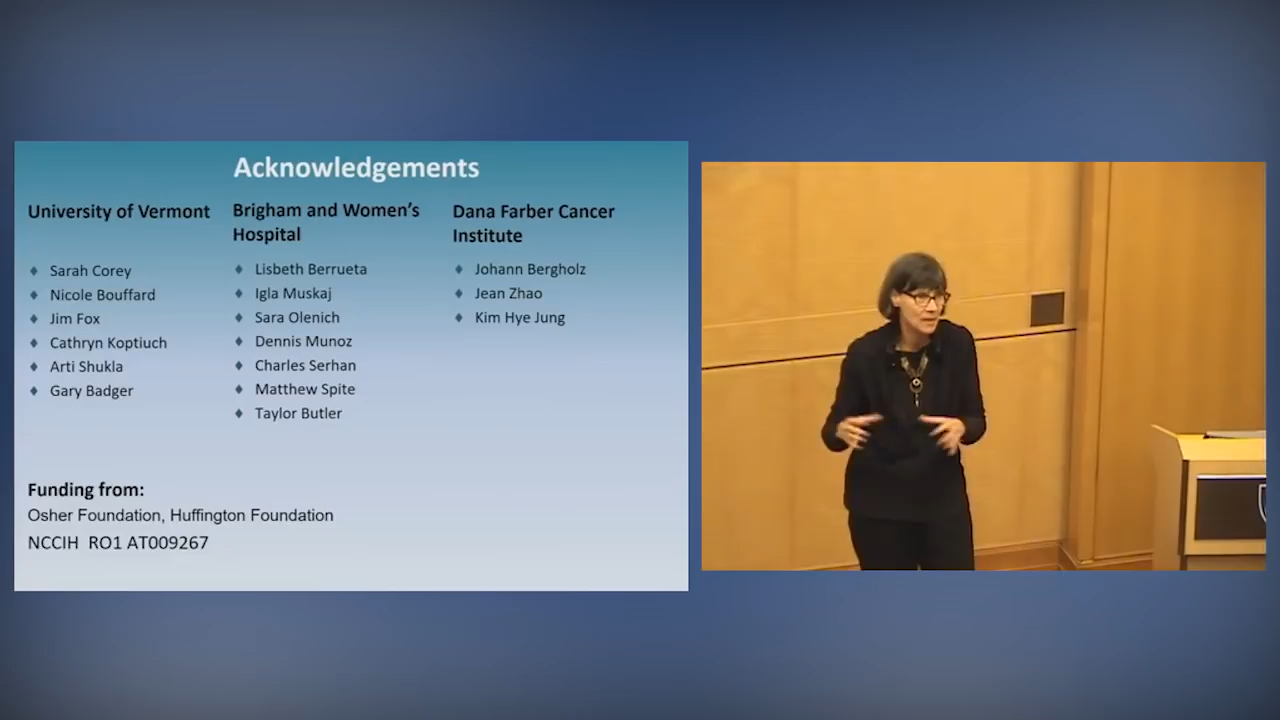 Acknowledgements
University of Vermont
Sarah Corey
Nicole Bouffard
Jim Fox
Cathryn Koptiuch
Arti Shukla
Gary Badger
Brigham and Women's
Hospital
Lisbeth Berrueta
Igla Muskaj
Sara Olenich
Dennis Munoz
Charles Serhan
Matthew Spite
Taylor Butler
Dana Farber Cancer
Institute
Johann Bergholz
Jean Zhao
Kim Hye Jung
Funding from:
Osher Foundation, Huffington Foundation
NCCIH RO1 AT009267